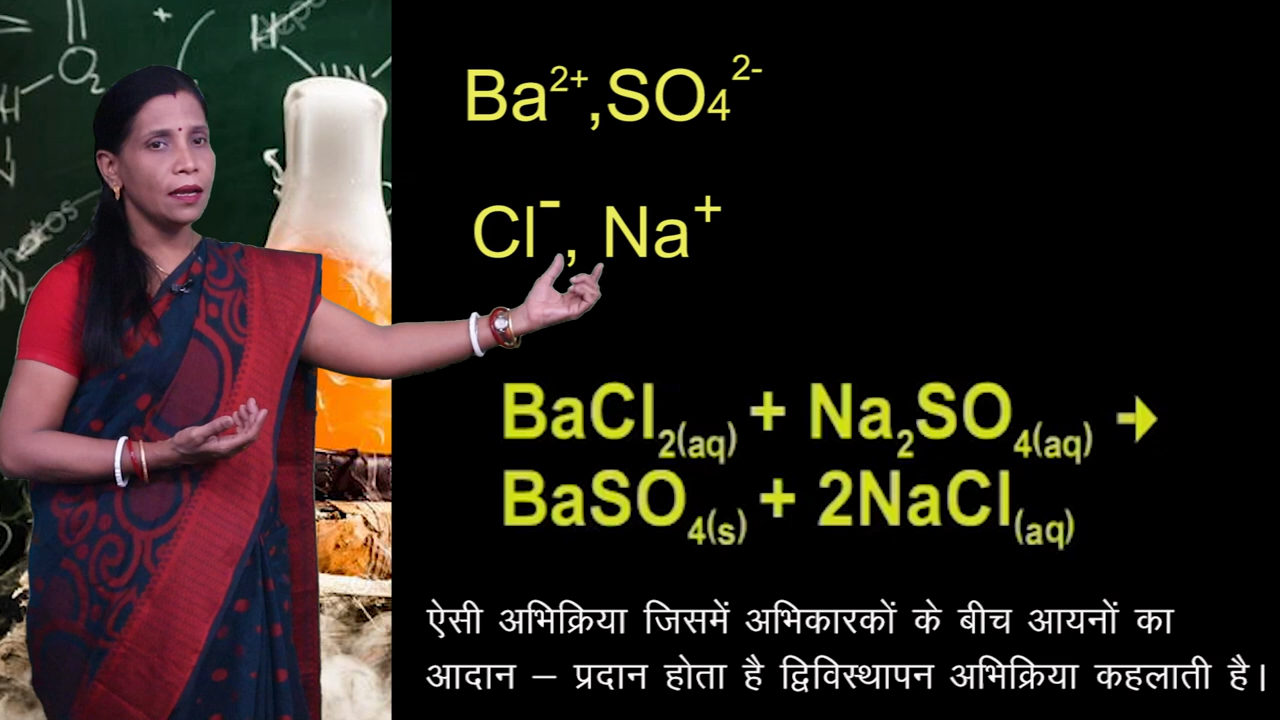 Ba²⁺,SO₄²⁻
Cl⁻, Na⁺
BaCl₂(aq) + Na₂SO₄(aq) →
BaSO₄(s) + 2NaCl(aq)
ऐसी अभिक्रिया जिसमें अभिकारकों के बीच आयनों का
आदान – प्रदान होता है द्विविस्थापन अभिक्रिया कहलाती है।